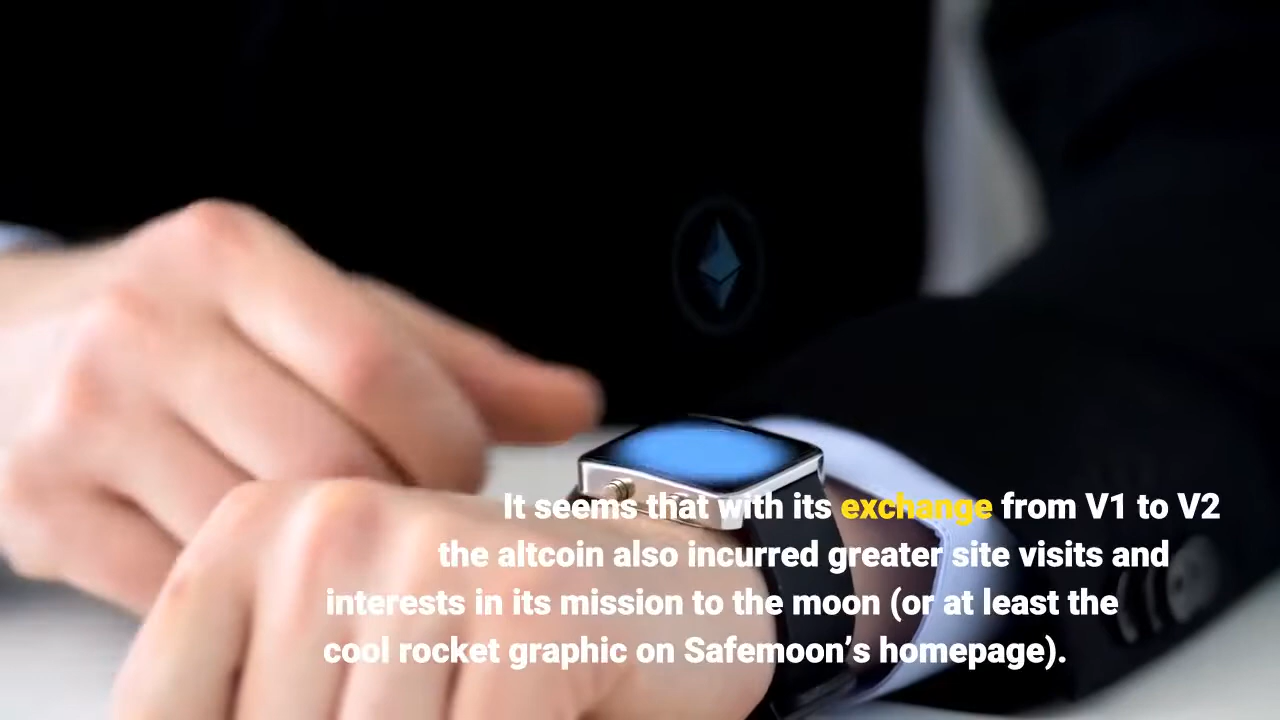 It seems that with its exchange from V1 to V2
the altcoin also incurred greater site visits and
interests in its mission to the moon (or at least the
cool rocket graphic on Safemoon’s homepage).